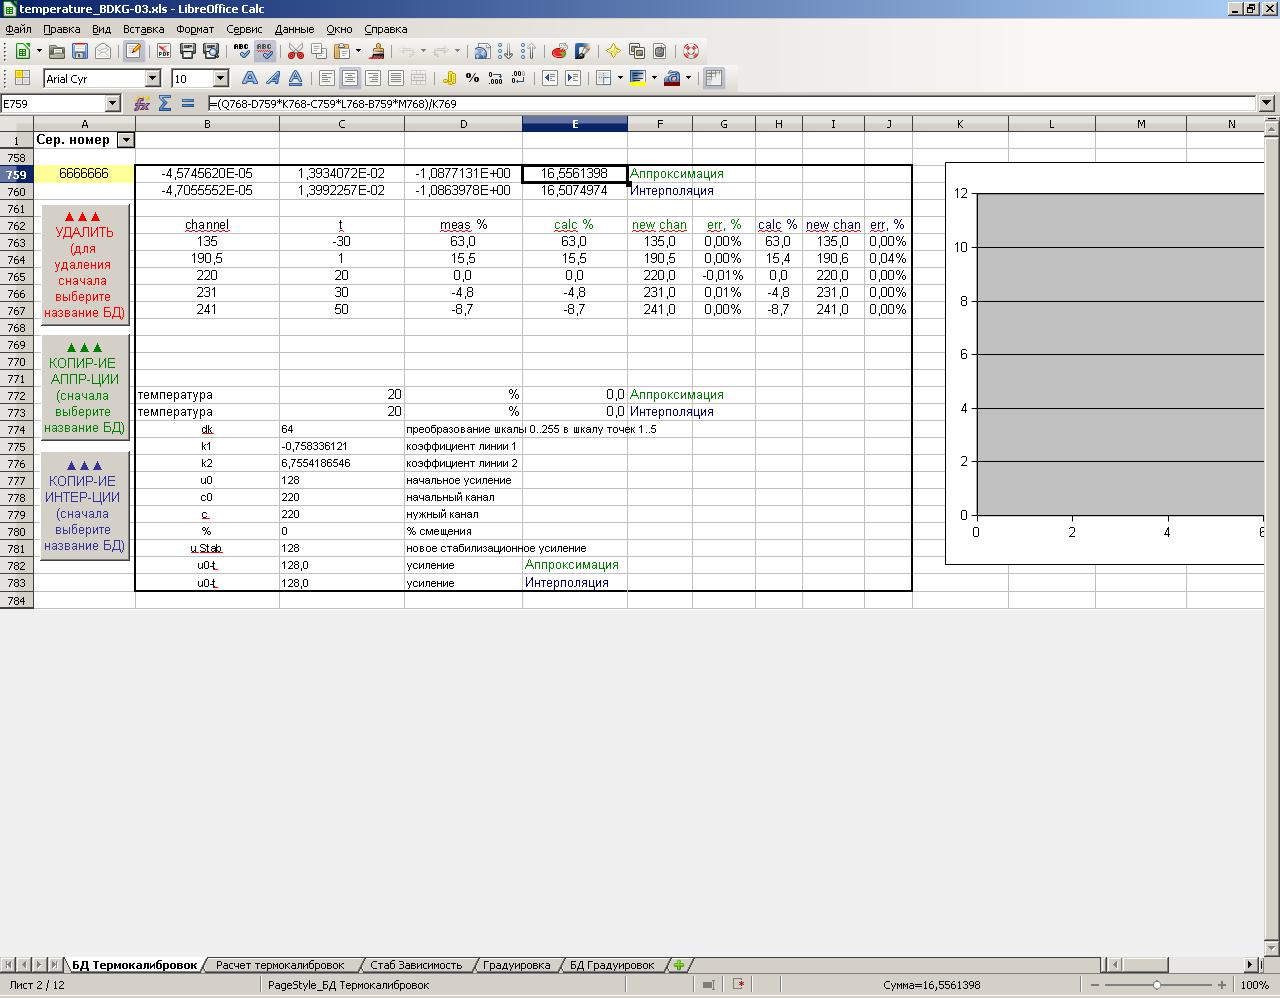 temperature_BDKG-03.xls - LibreOffice Calc
Файл Правка Вид Вставка Формат Сервис Данные Окно Справка
Arial Cyr 10
E759 =(Q768-D759*K768-C759*L768-B759*M768)/K769
A B C D E F G H I J K L M N
1 Сер. номер
758
759 6666666 -4,5745620E-05 1,3934072E-02 -1,0877131E+00 16,5561398 Аппроксимация
760 -4,7055552E-05 1,3992257E-02 -1,0863978E+00 16,5074974 Интерполяция
761
762 channel t meas % calc % new chan err, % calc % new chan err, %
763 135 -30 63,0 63,0 135,0 0,00% 63,0 135,0 0,00%
764 190,5 1 15,5 15,5 190,5 0,00% 15,4 190,6 0,04%
765 220 20 0,0 0,0 220,0 -0,01% 0,0 220,0 0,00%
766 231 30 -4,8 -4,8 231,0 0,01% -4,8 231,0 0,00%
767 241 50 -8,7 -8,7 241,0 0,00% -8,7 241,0 0,00%
768
769
770
771
772 температура 20 % 0,0 Аппроксимация
773 температура 20 % 0,0 Интерполяция
774 dk 64 преобразование шкалы 0..255 в шкалу точек 1..5
775 k1 -0,758336121 коэффициент линии 1
776 k2 6,7554186546 коэффициент линии 2
777 u0 128 начальное усиление
778 c0 220 начальный канал
779 c 220 нужный канал
780 % 0 % смещения
781 u Stab 128 новое стабилизационное усиление
782 u0-t 128,0 усиление Аппроксимация
783 u0-t 128,0 усиление Интерполяция
784
▲▲▲
УДАЛИТЬ
(для
удаления
сначала
выберите
название БД)
▲▲▲
КОПИР-ИЕ
АППР-ЦИИ
(сначала
выберите
название БД)
▲▲▲
КОПИР-ИЕ
ИНТЕР-ЦИИ
(сначала
выберите
название БД)
12
10
8
6
4
2
0
0 2 4 6
БД Термокалибровок Расчет термокалибровок Стаб Зависимость Градуировка БД Градуировок
Лист 2 / 12 PageStyle_БД Термокалибровок Сумма=16,5561398 100%